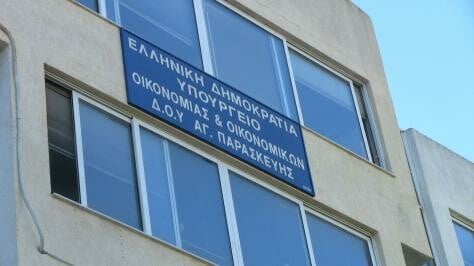 ΕΛΛΗΝΙΚΗ ΔΗΜΟΚΡΑΤΙΑ
ΥΠΟΥΡΓΕΙΟ
ΟΙΚΟΝΟΜΙΑΣ & ΟΙΚΟΝΟΜΙΚΩΝ
Δ.Ο.Υ ΑΓ. ΠΑΡΑΣΚΕΥΗΣ